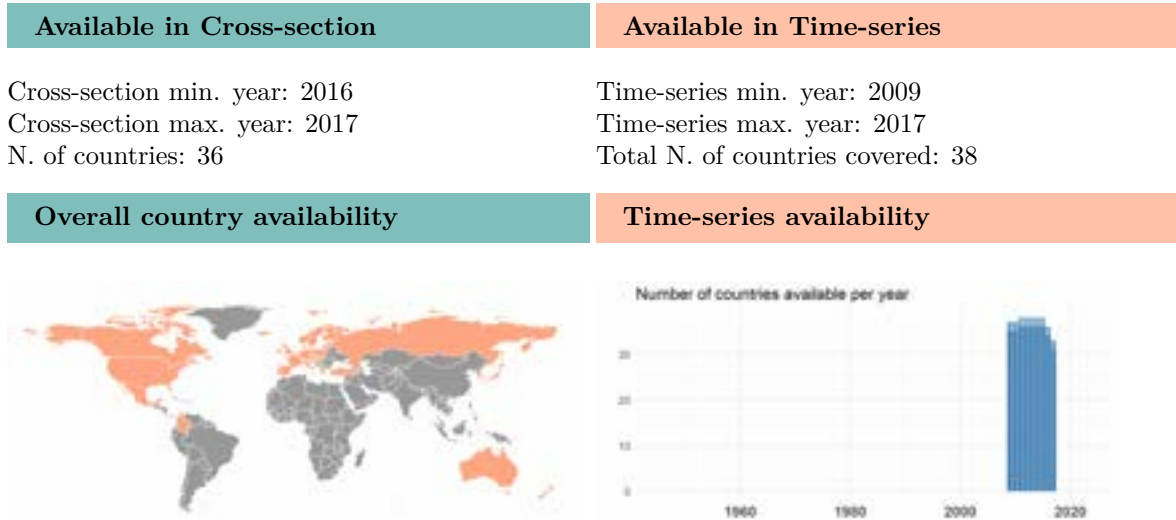 Available in Cross-section
Available in Time-series
Cross-section min. year: 2016
Cross-section max. year: 2017
N. of countries: 36
Time-series min. year: 2009
Time-series max. year: 2017
Total N. of countries covered: 38
Overall country availability
Time-series availability
Number of countries available per year
20
10
0
1960
1980
2000
2020